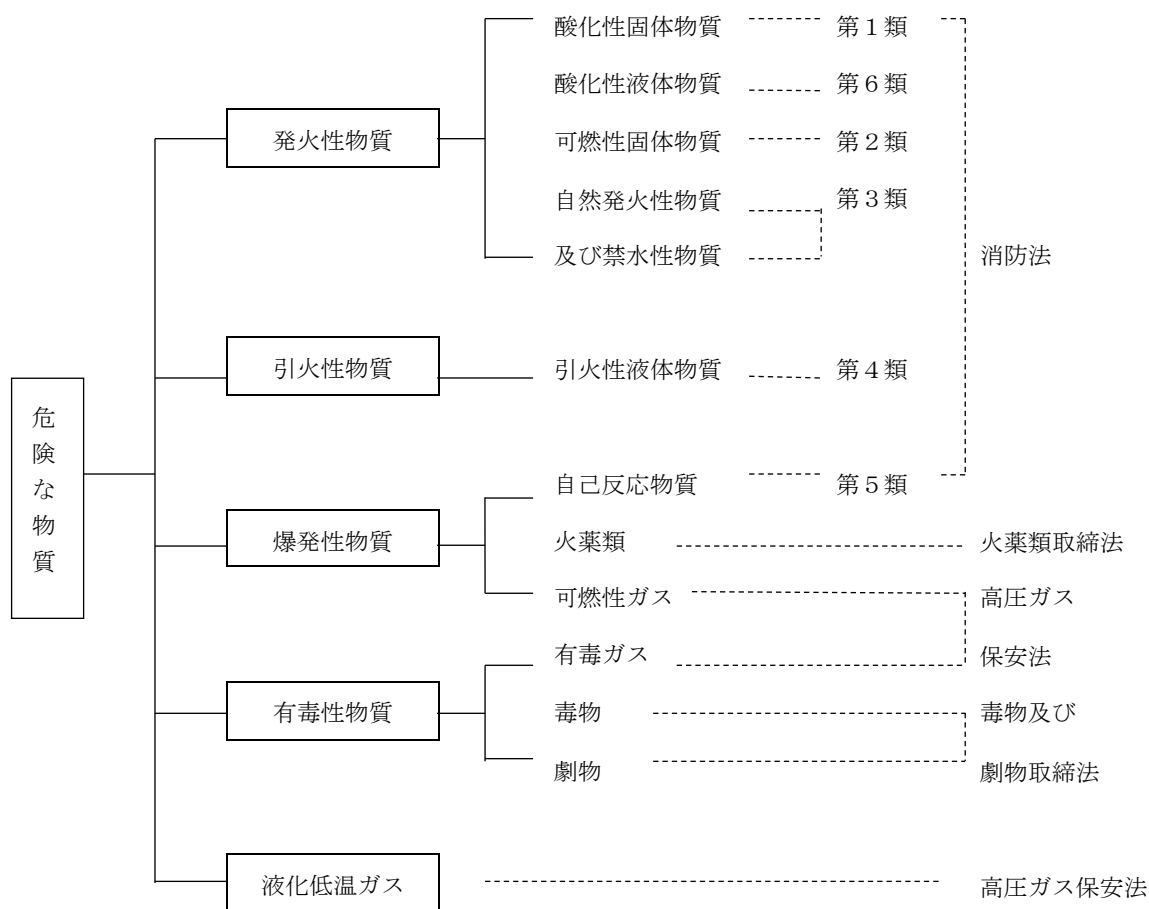 酸化性固体物質 第１類
酸化性液体物質 第６類
発火性物質
可燃性固体物質 第２類
自然発火性物質 第３類
及び禁水性物質
消防法
引火性物質
引火性液体物質 第４類
危険な物質
自己反応物質 第５類
爆発性物質
火薬類 火薬類取締法
可燃性ガス 高圧ガス
有毒ガス 保安法
有毒性物質
毒物 毒物及び
劇物 劇物取締法
液化低温ガス 高圧ガス保安法